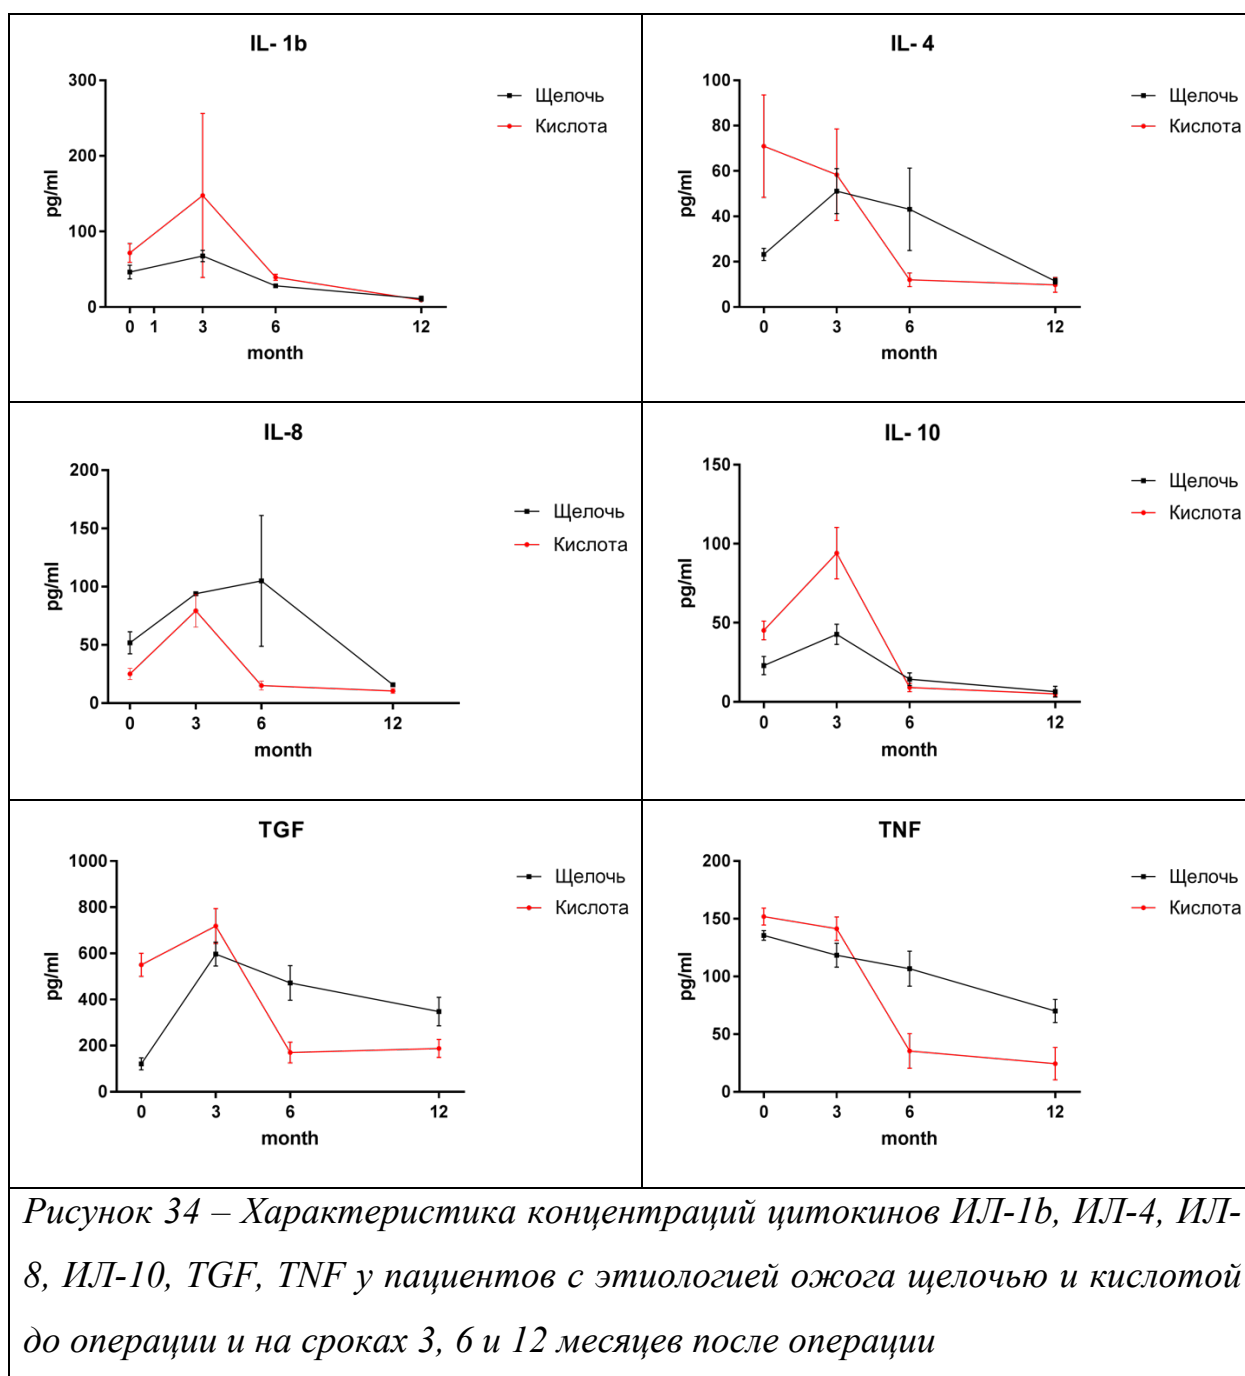 IL- 1b
300
200
100
0
pg/ml
0 1 3 6 12
month
Щелочь
Кислота
IL- 4
100
80
60
40
20
0
pg/ml
0 3 6 12
month
Щелочь
Кислота
IL-8
200
150
100
50
0
pg/ml
0 3 6 12
month
Щелочь
Кислота
IL- 10
150
100
50
0
pg/ml
0 3 6 12
month
Щелочь
Кислота
TGF
1000
800
600
400
200
0
pg/ml
0 3 6 12
month
Щелочь
Кислота
TNF
200
150
100
50
0
pg/ml
0 3 6 12
month
Щелочь
Кислота
Рисунок 34 – Характеристика концентраций цитокинов ИЛ-1b, ИЛ-4, ИЛ-
8, ИЛ-10, TGF, TNF у пациентов с этиологией ожога щелочью и кислотой
до операции и на сроках 3, 6 и 12 месяцев после операции